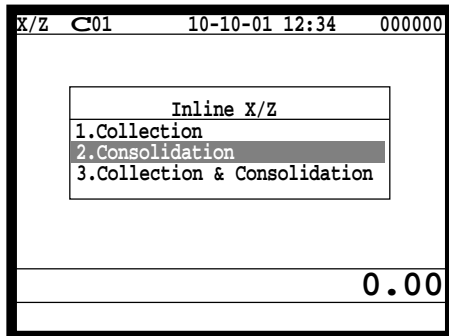 X/Z C01 10-10-01 12:34 000000
Inline X/Z
1.Collection
2.Consolidation
3.Collection & Consolidation
0.00